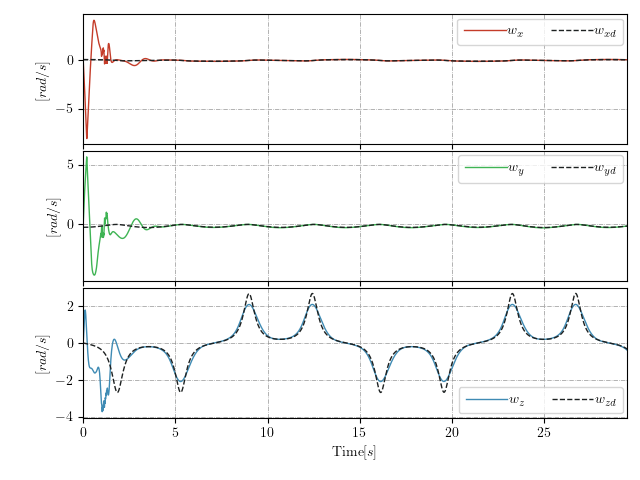 0
−5
[rad/s]
w_x w_xd
5
0
[rad/s]
w_y w_yd
2
0
−2
−4
[rad/s]
w_z w_zd
0 5 10 15 20 25
Time[s]